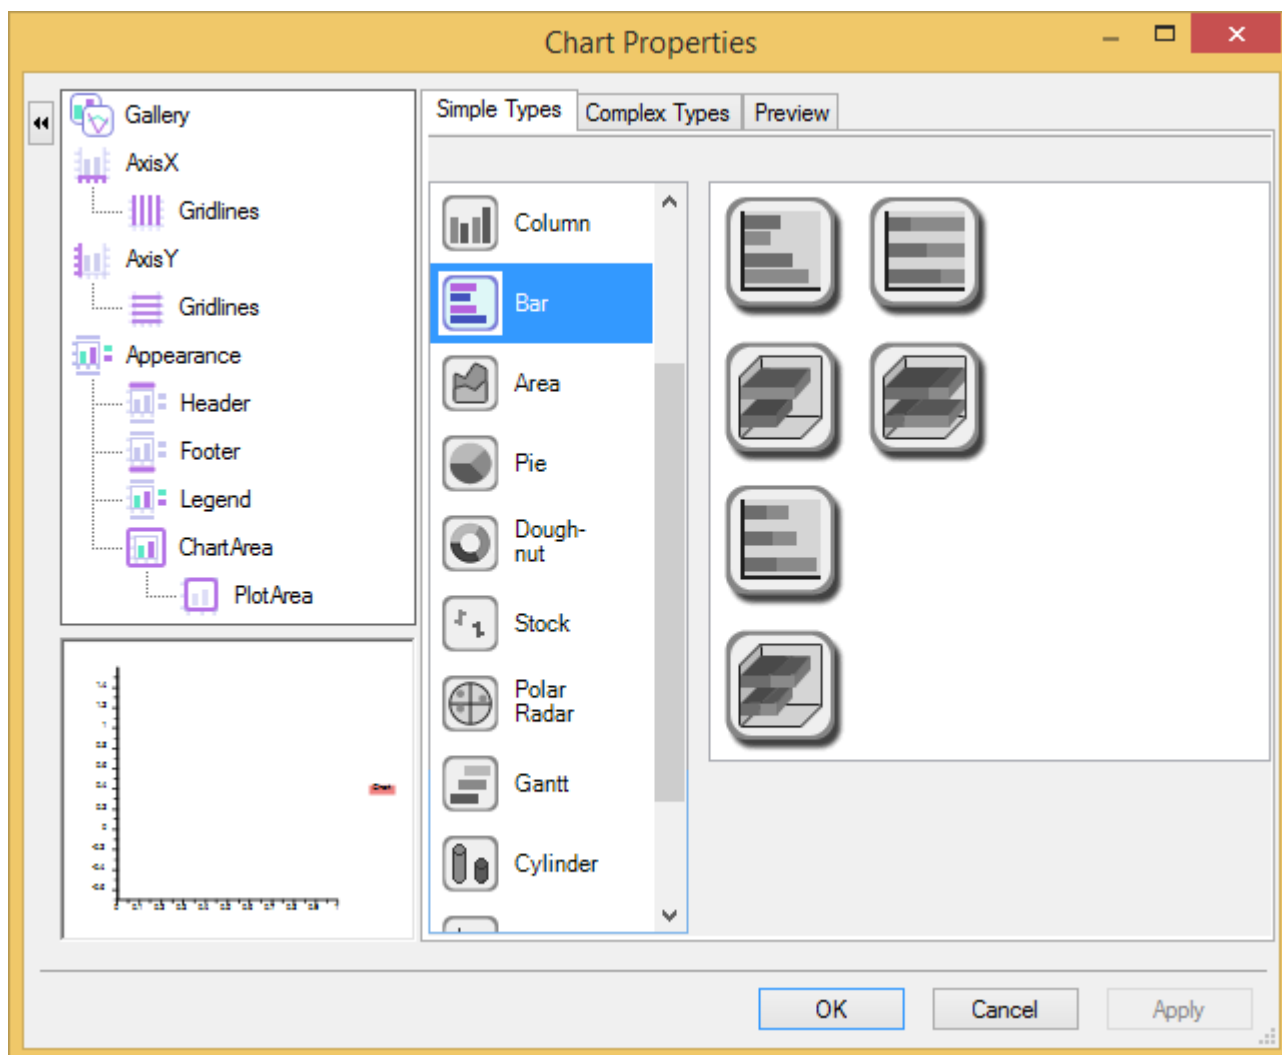 Chart Properties
Gallery
AxisX
Gridlines
AxisY
Gridlines
Appearance
Header
Footer
Legend
ChartArea
PlotArea
Simple Types
Complex Types
Preview
Column
Bar
Area
Pie
Dough-
nut
Stock
Polar
Radar
Gantt
Cylinder
OK
Cancel
Apply